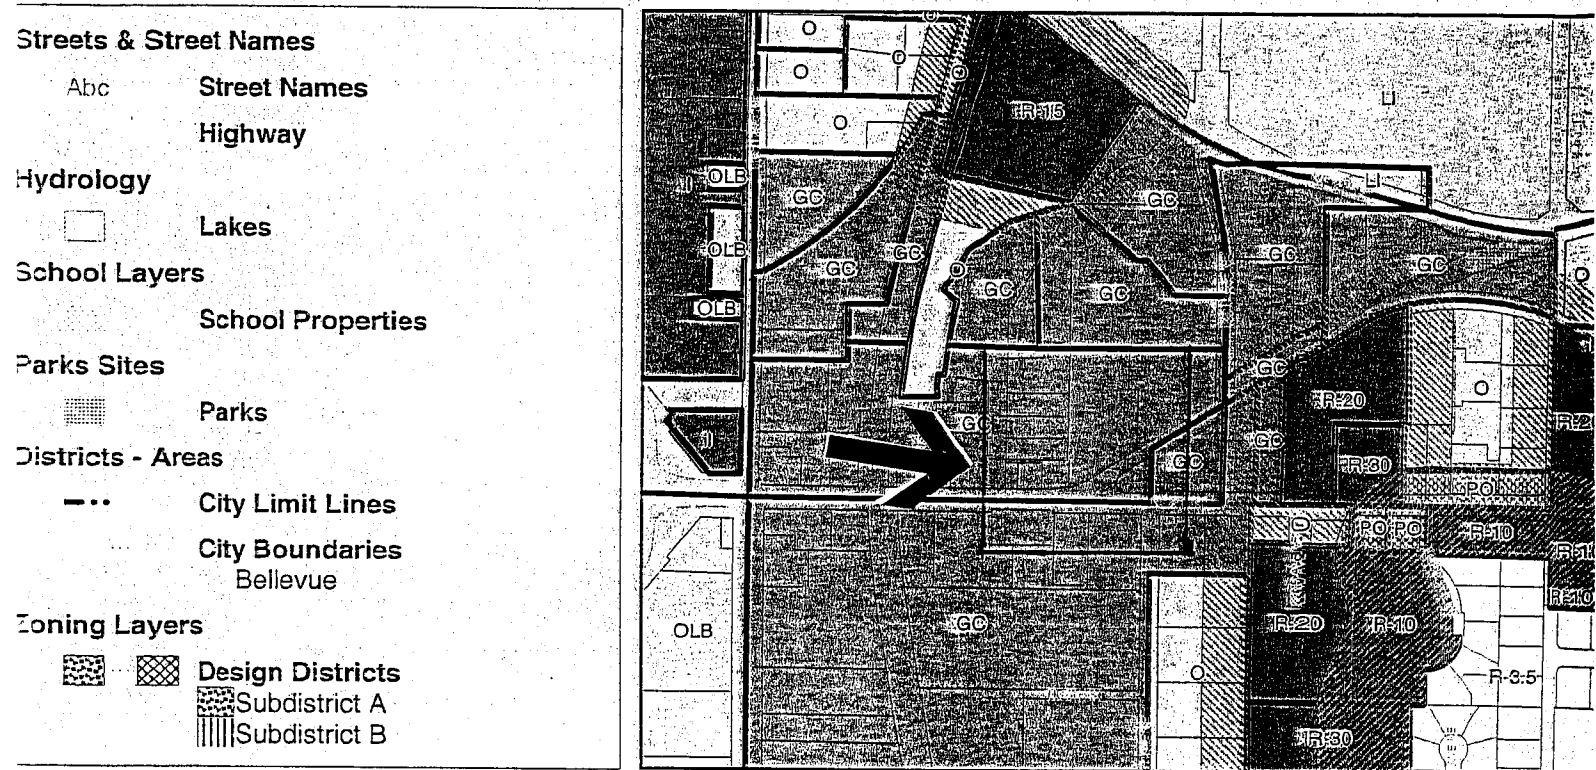 Streets & Street Names
Abc Street Names
Highway
Hydrology
Lakes
School Layers
School Properties
Parks Sites
Parks
Districts - Areas
City Limit Lines
City Boundaries
Bellevue
Zoning Layers
Design Districts
Subdistrict A
Subdistrict B
O
O
O
O
O
O
R-15
LI
OLB
GC
GC
LI
OLB
GC
GC
O
GC
GC
GC
GC
O
OLB
GC
R-20
O
GC
GC
GC
R-30
PO
PO
PO
R-10
OLB
GC
R-20
R-10
R-10
O
R-3.5
R-30